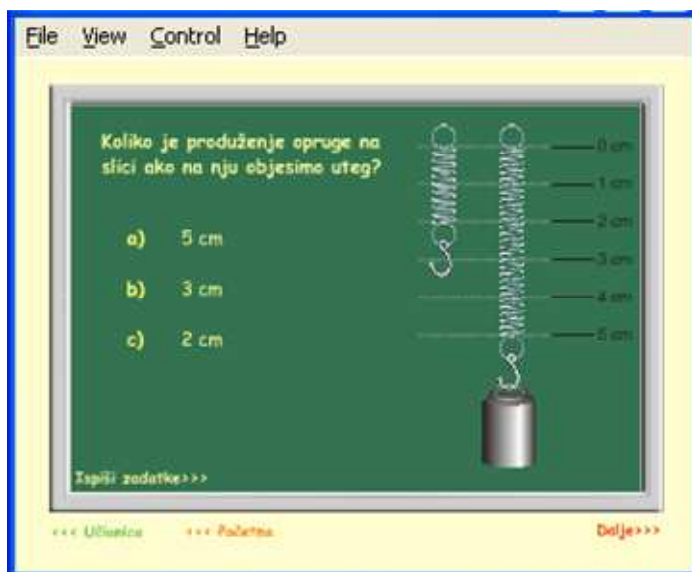 File View Control Help
Koliko je produženje opruge na
slici ako na nju objesimo uteg?
a) 5 cm
b) 3 cm
c) 2 cm
0 cm
1 cm
2 cm
3 cm
4 cm
5 cm
Ispiši zadatke>>>
<<< Učionica <<< Početna Dalje>>>